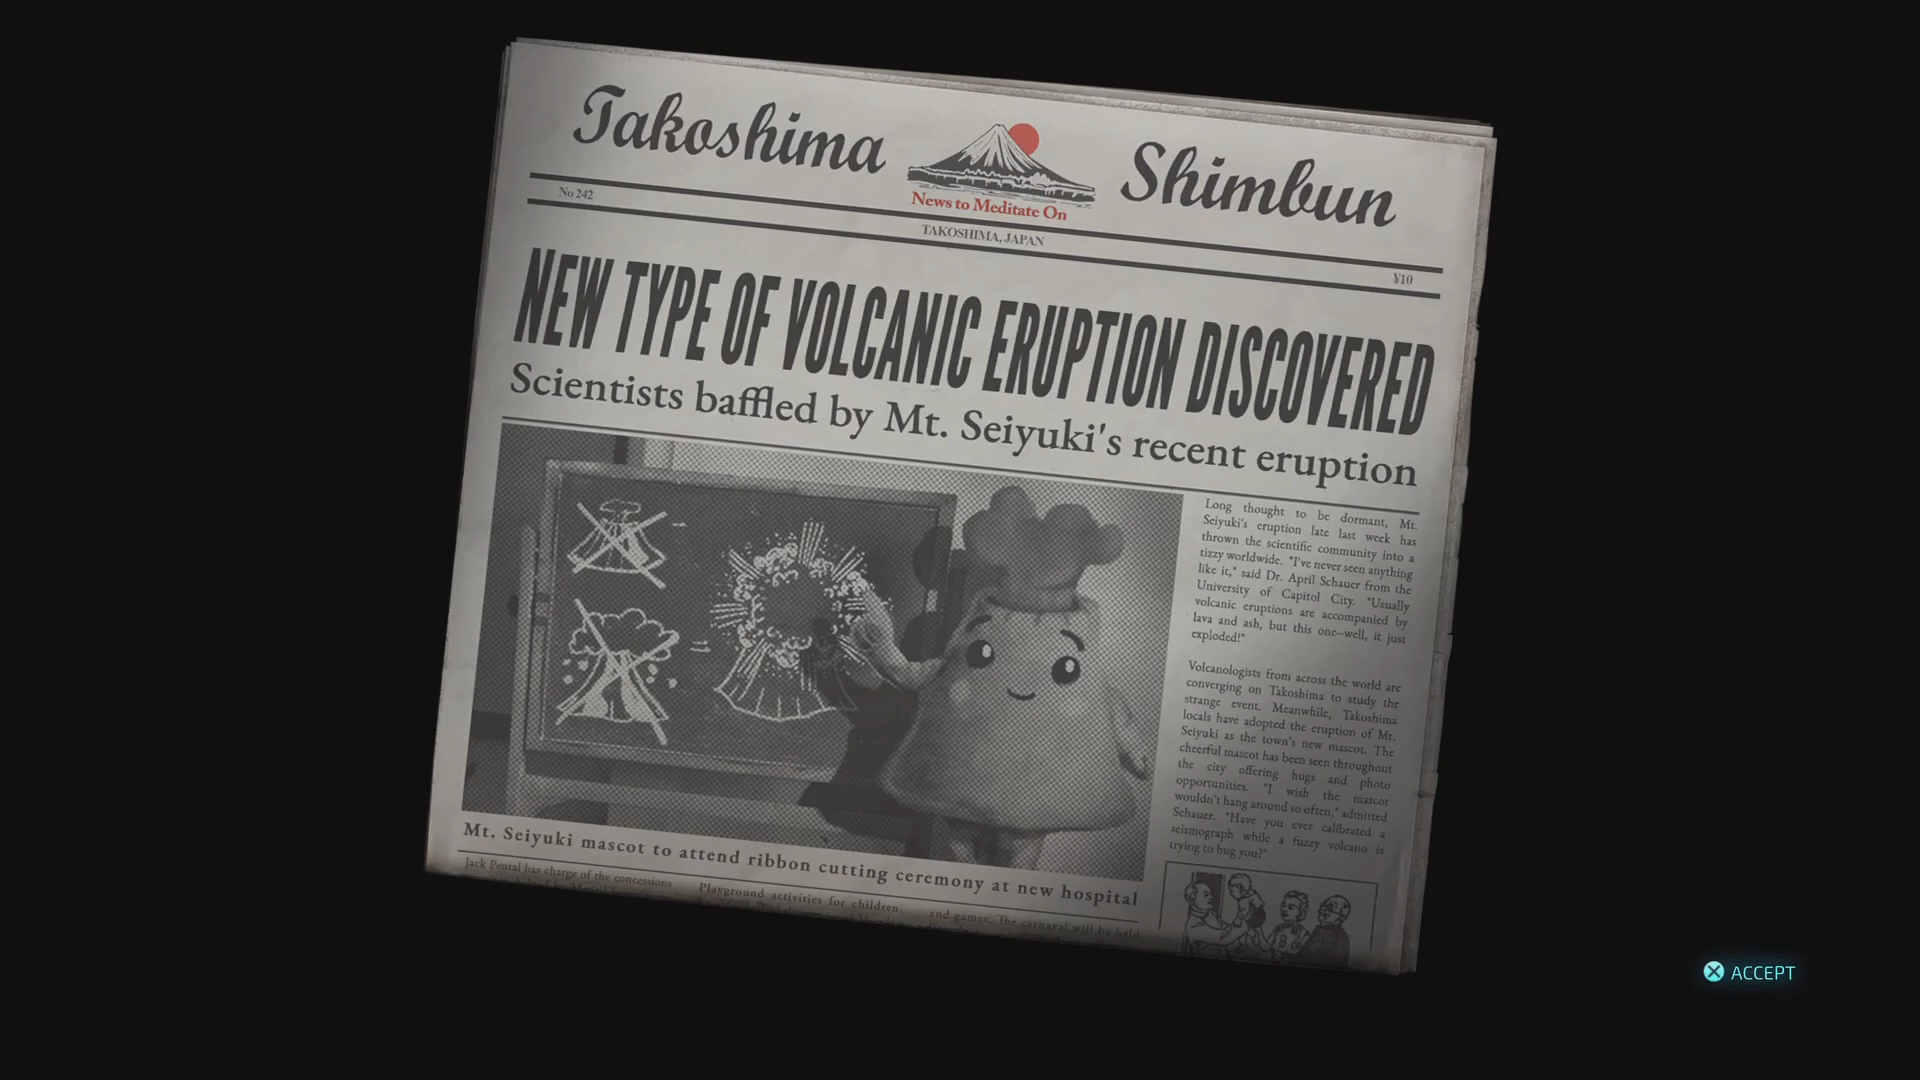 Takoshima Shimbun
News to Meditate On
No 242
TAKOSHIMA, JAPAN
¥10
NEW TYPE OF VOLCANIC ERUPTION DISCOVERED
Scientists baffled by Mt. Seiyuki's recent eruption
Long thought to be dormant, Mt.
Seiyuki's eruption late last week has
thrown the scientific community into a
tizzy worldwide. "I've never seen anything
like it," said Dr. April Schauer from the
University of Capitol City. "Usually
volcanic eruptions are accompanied by
lava and ash, but this one--well, it just
exploded!"
Volcanologists from across the world are
converging on Takoshima to study the
strange event. Meanwhile, Takoshima
locals have adopted the eruption of Mt.
Seiyuki as the town's new mascot. The
cheerful mascot has been seen throughout
the city offering hugs and photo
opportunities. "I wish the mascot
wouldn't hang around so often," admitted
Schauer. "Have you ever calibrated a
seismograph while a fuzzy volcano is
trying to hug you?"
Mt. Seiyuki mascot to attend ribbon cutting ceremony at new hospital
Jack Pental has charge of the concessions
Playground activities for children,
and games. The carnaval will be held
8
ACCEPT